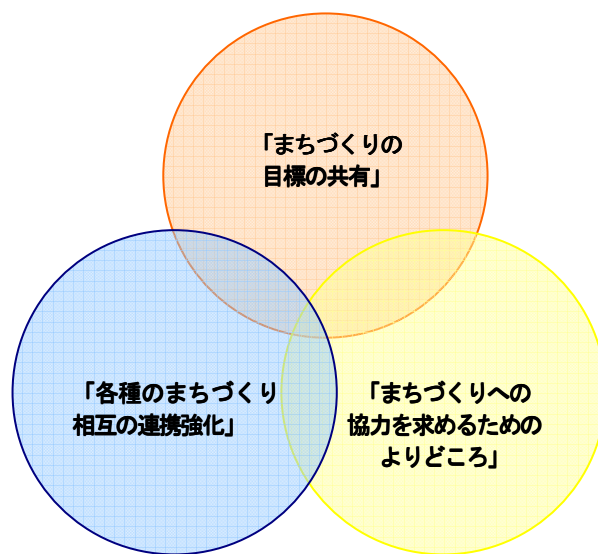 「まちづくりの
目標の共有」
「各種のまちづくり
相互の連携強化」
「まちづくりへの
協力を求めるための
よりどころ」